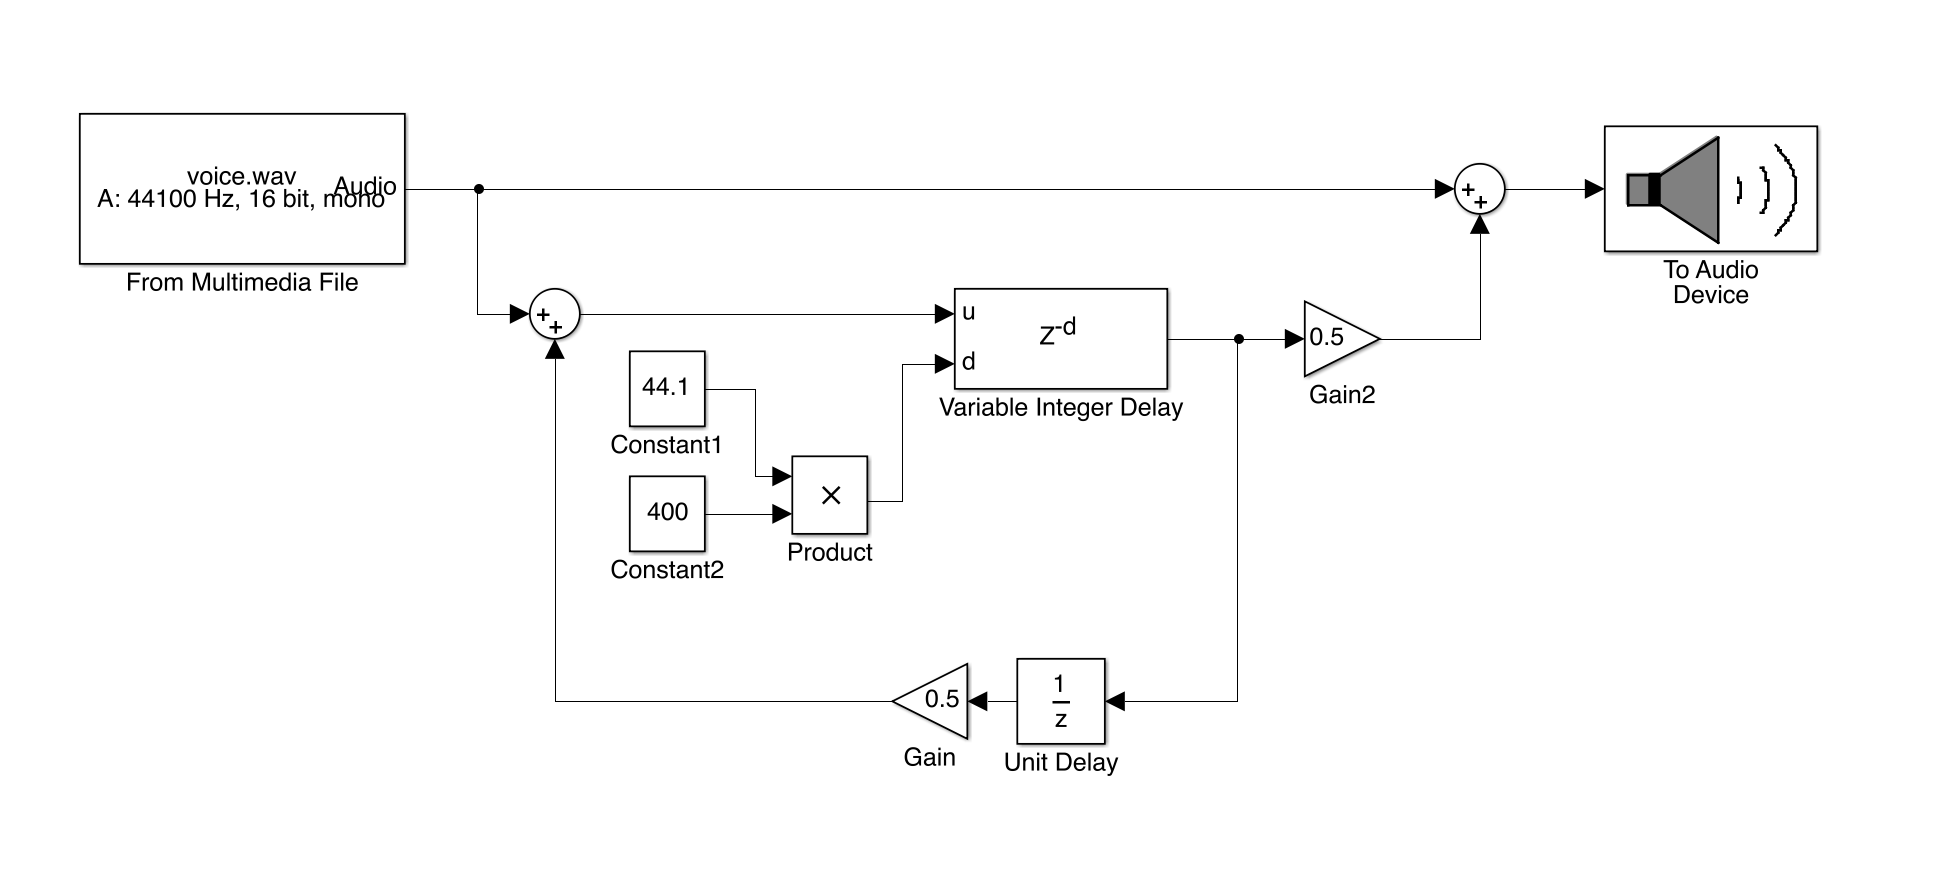 voice.wav
Audio
A: 44100 Hz, 16 bit, mono
From Multimedia File
+
+
To Audio
Device
+
+
u
z-d
d
Variable Integer Delay
0.5
Gain2
44.1
Constant1
400
Constant2
×
Product
0.5
Gain
1
z
Unit Delay